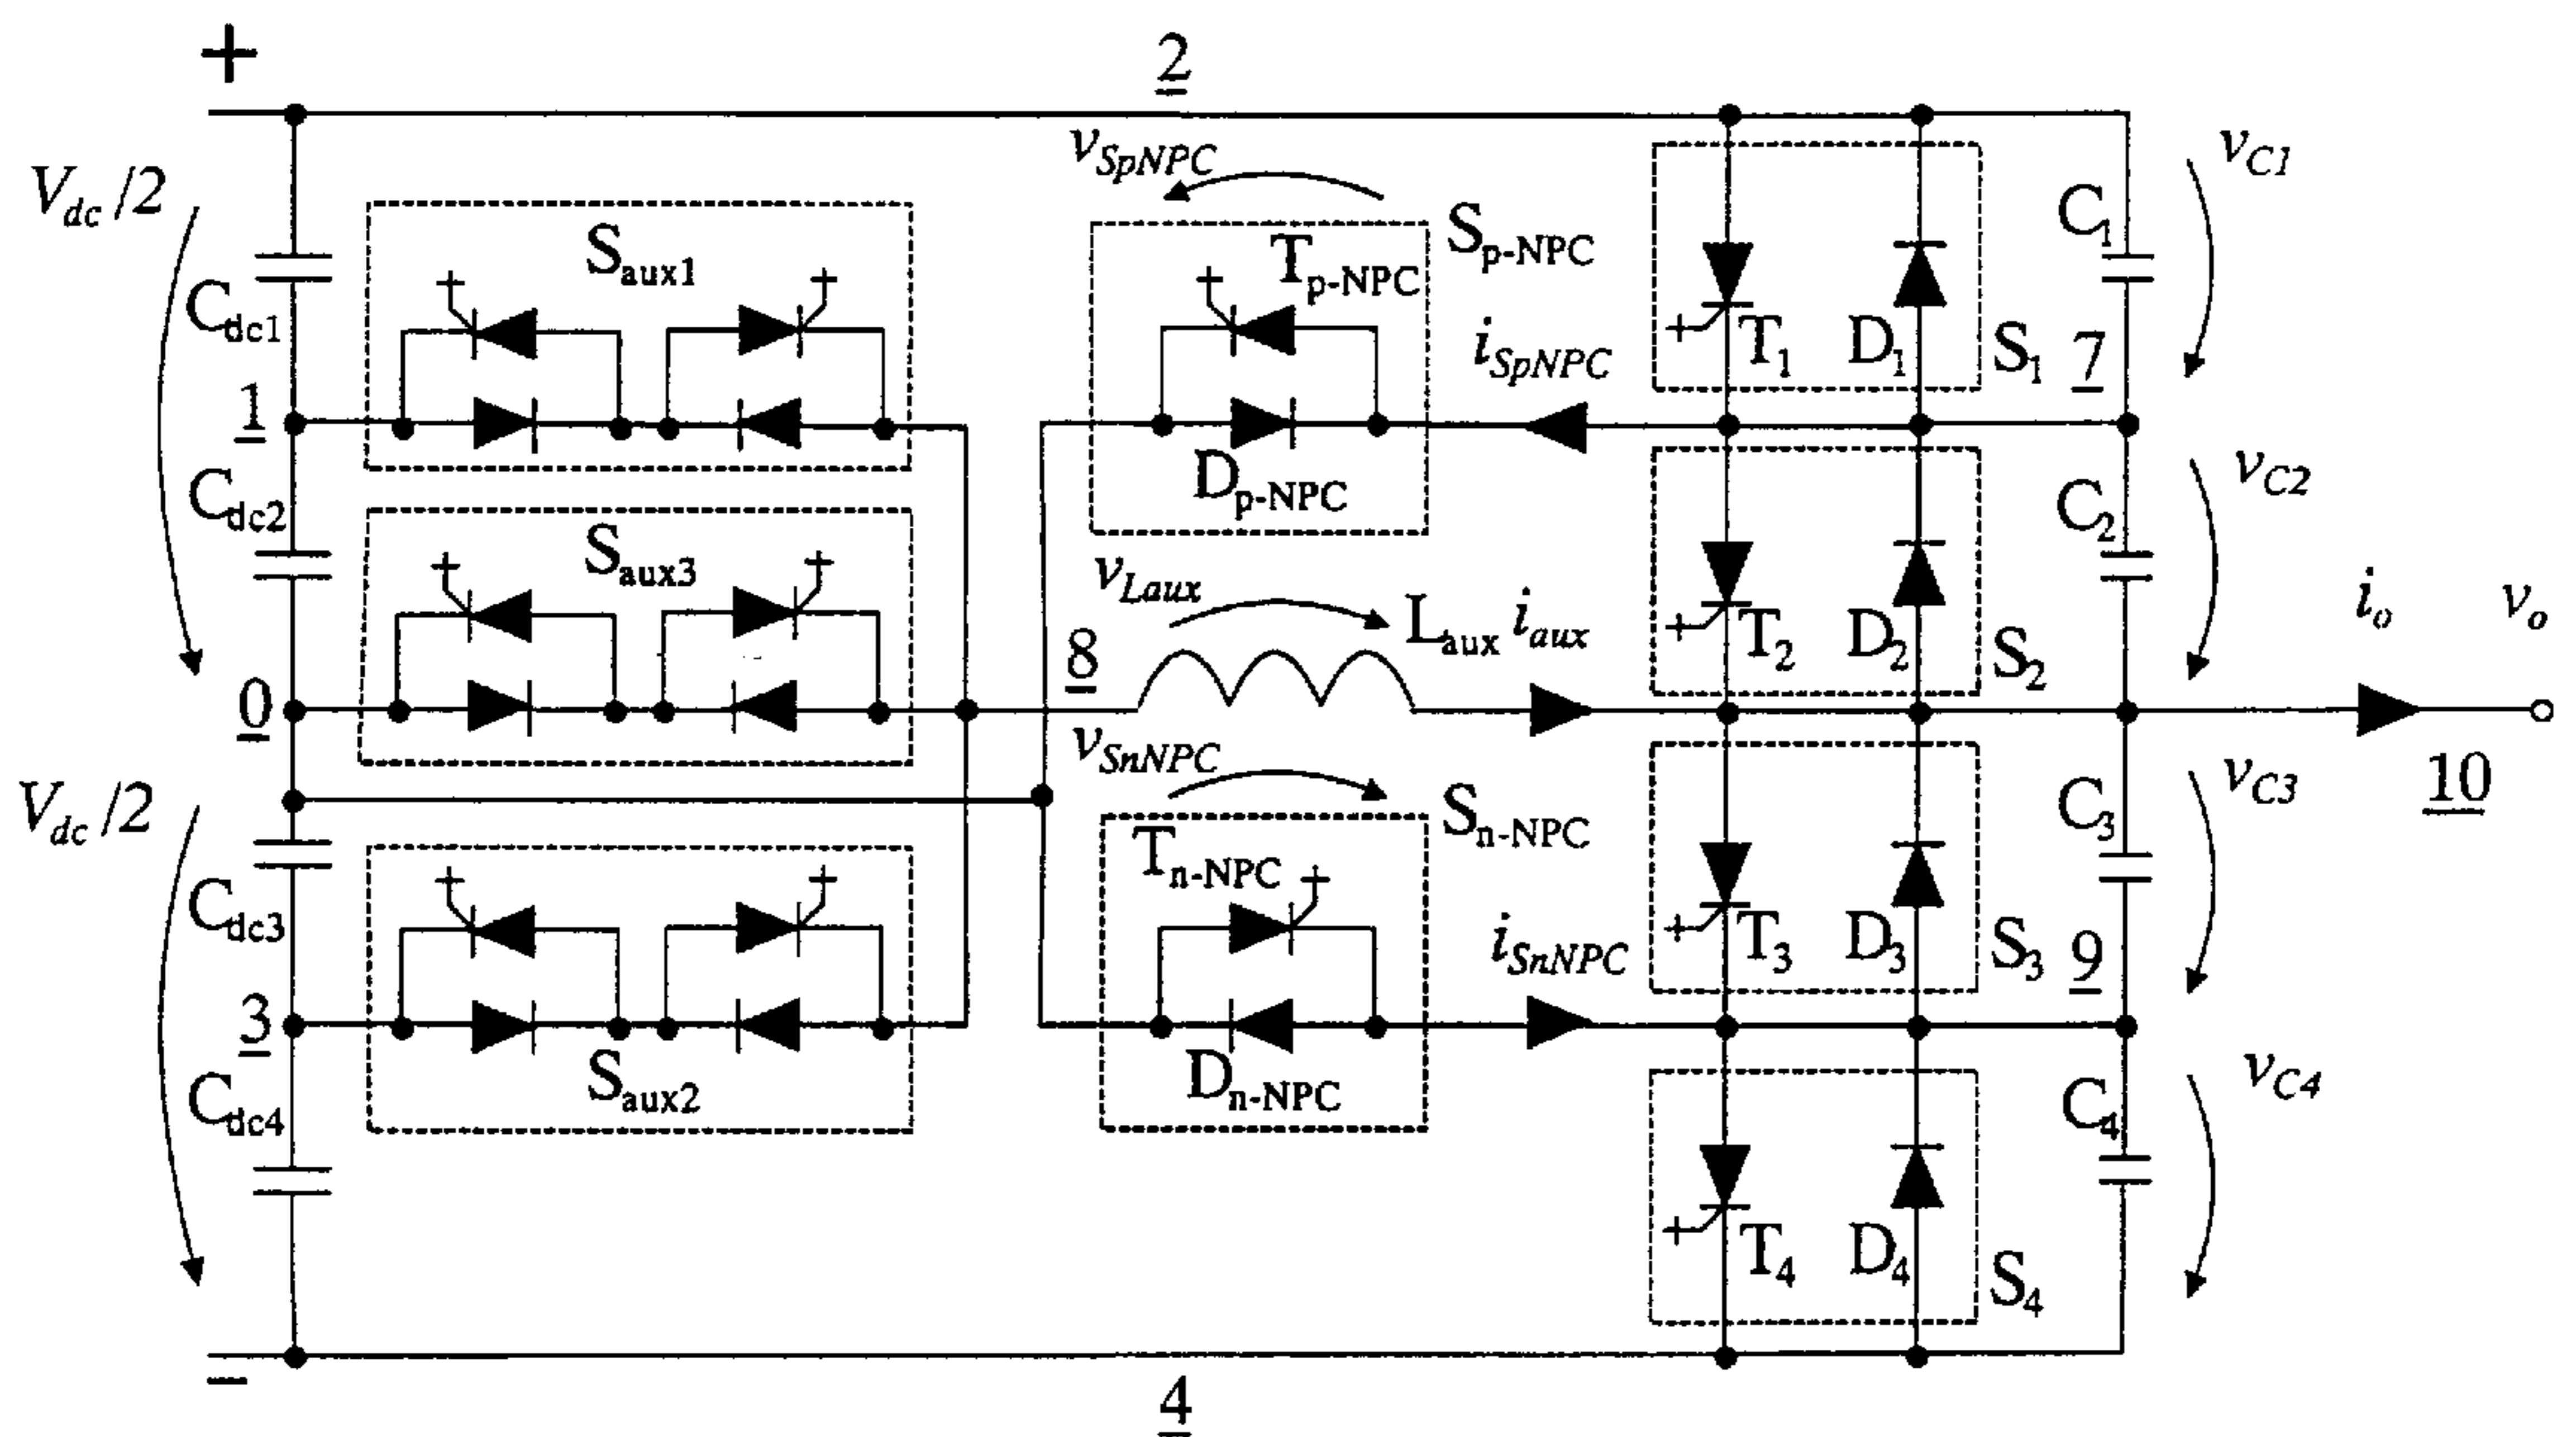 +
2
V_dc/2
v_SpNPC
v_C1
S_aux1
S_p-NPC
T_p-NPC
C_1
C_dc1
i_SpNPC
T_1
D_1
S_1
7
1
D_p-NPC
C_dc2
v_C2
C_2
S_aux3
v_Laux
L_aux
i_aux
T_2
D_2
S_2
i_o
v_o
8
0
v_SnNPC
V_dc/2
S_n-NPC
T_n-NPC
v_C3
10
C_3
C_dc3
i_SnNPC
T_3
D_3
S_3
9
3
D_n-NPC
S_aux2
C_dc4
v_C4
C_4
T_4
D_4
S_4
−
4